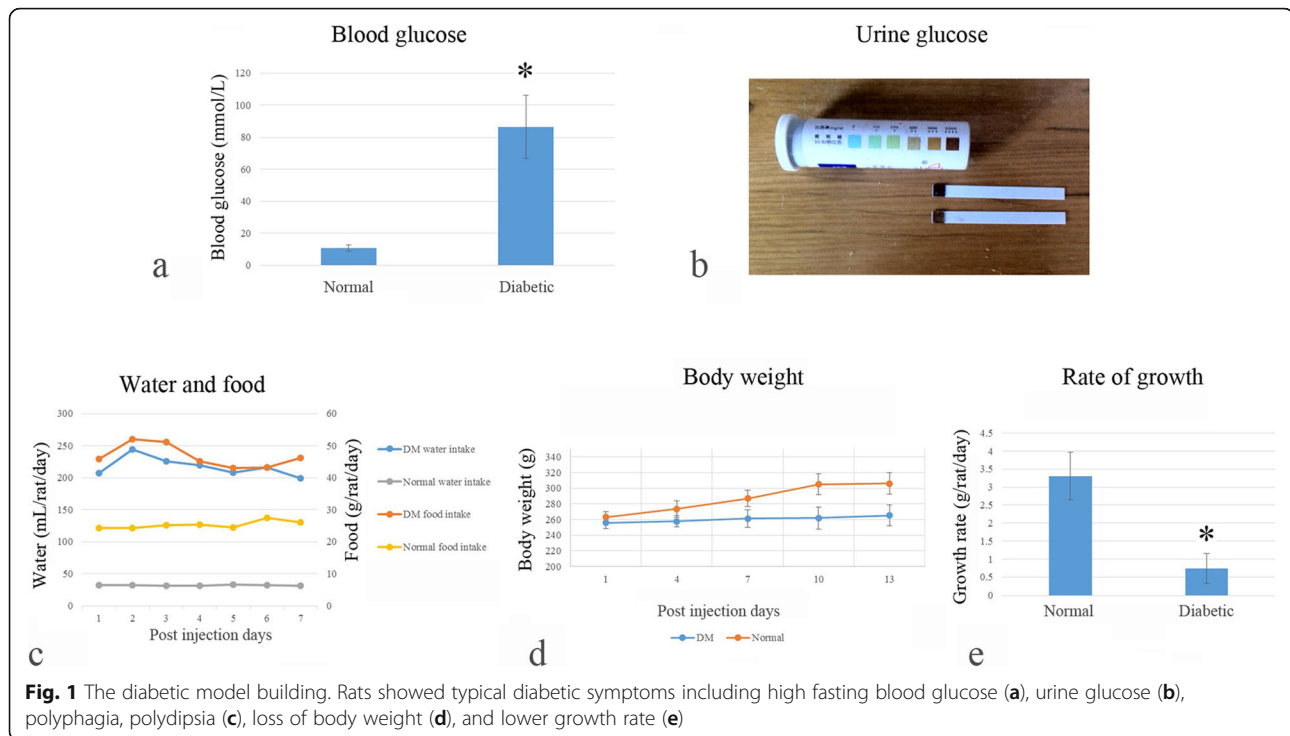 Blood glucose
Blood glucose (mmol/L)
120
100
80
60
40
20
0
*
Normal
Diabetic
a
Urine glucose
b
Water and food
Water (mL/rat/day)
300
250
200
150
100
50
0
Food (g/rat/day)
60
50
40
30
20
10
0
1 2 3 4 5 6 7
Post injection days
DM water intake
Normal water intake
DM food intake
Normal food intake
c
Body weight
Body weight (g)
340
320
300
280
260
240
220
200
1 4 7 10 13
Post injection days
DM Normal
d
Rate of growth
Growth rate (g/rat/day)
4.5
4
3.5
3
2.5
2
1.5
1
0.5
0
*
Normal Diabetic
e
Fig. 1 The diabetic model building. Rats showed typical diabetic symptoms including high fasting blood glucose (a), urine glucose (b),
polyphagia, polydipsia (c), loss of body weight (d), and lower growth rate (e)